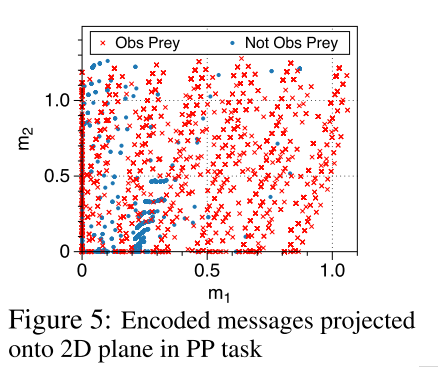 × Obs Prey • Not Obs Prey
1.0
m2
0.5
0
0 0.5 1.0
m1
Figure 5: Encoded messages projected
onto 2D plane in PP task